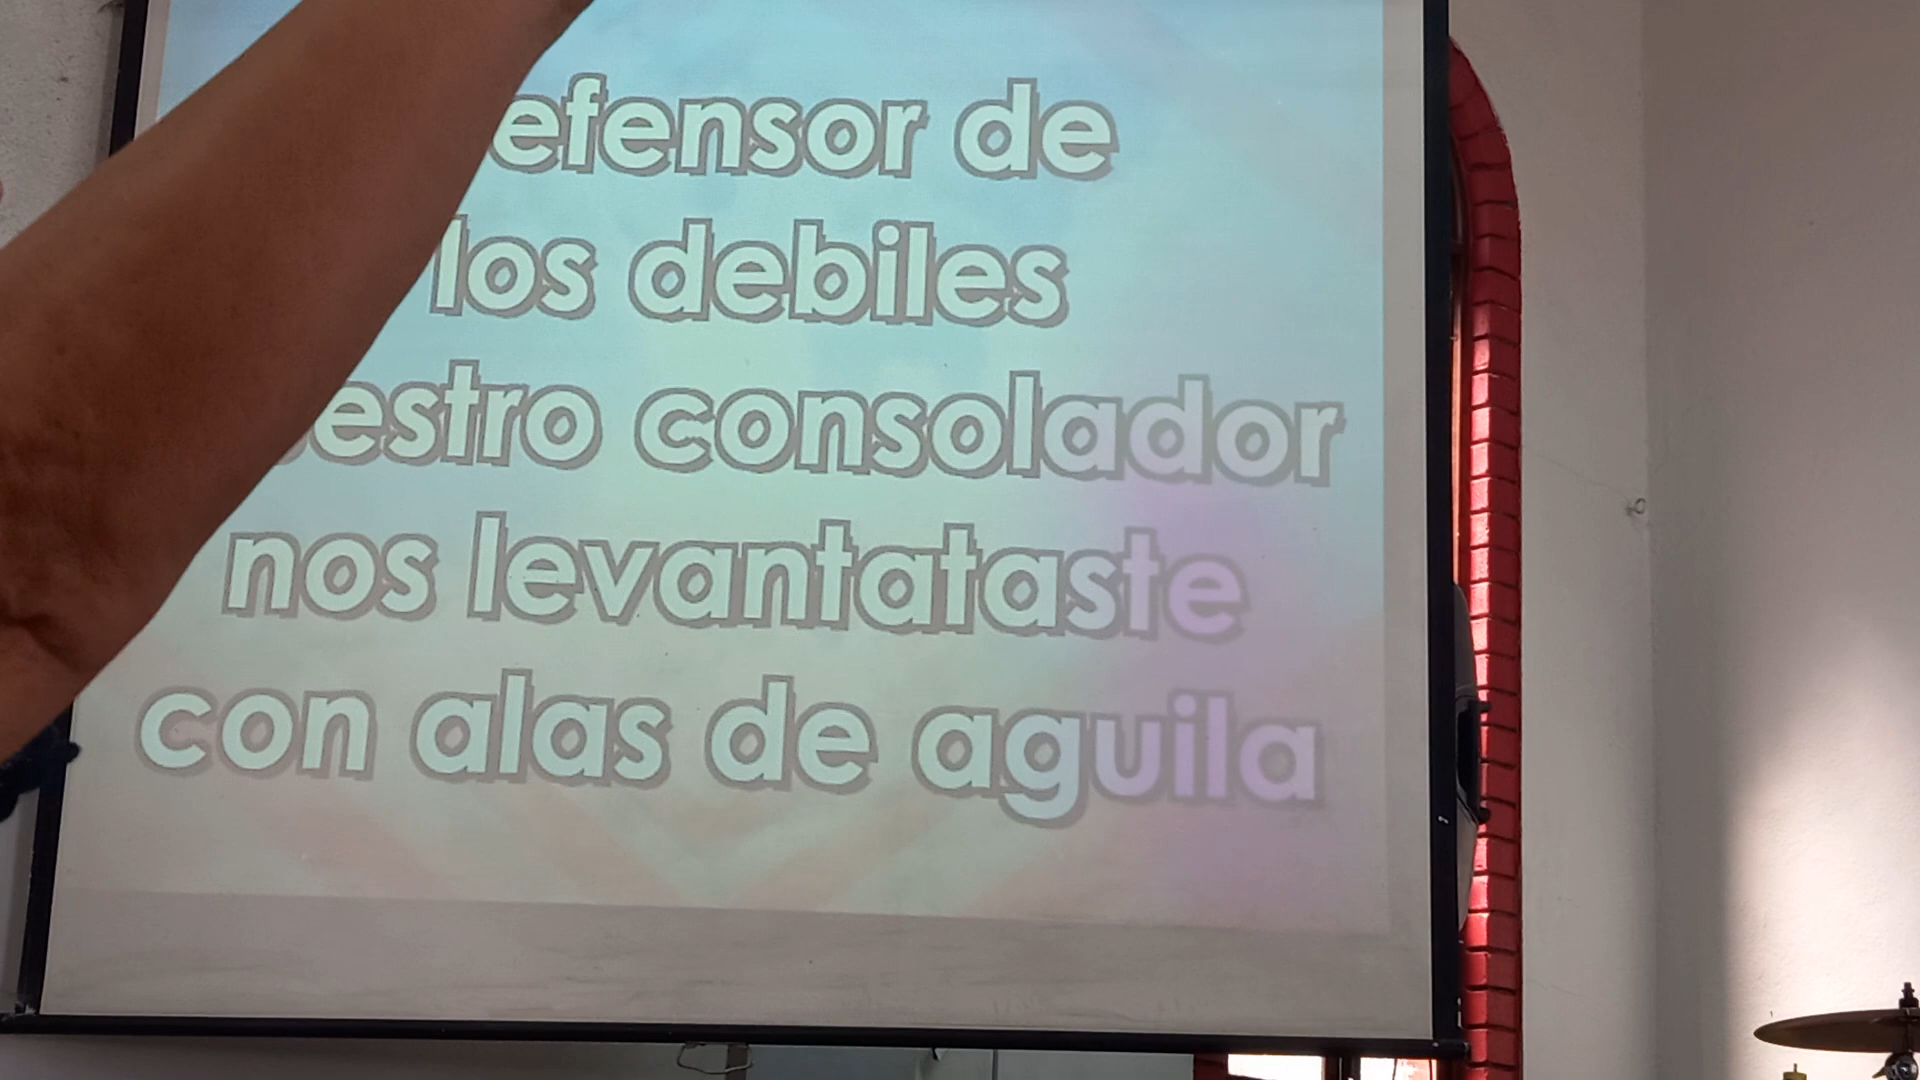 efensor de
los debiles
estro consolador
nos levantataste
con alas de aguila